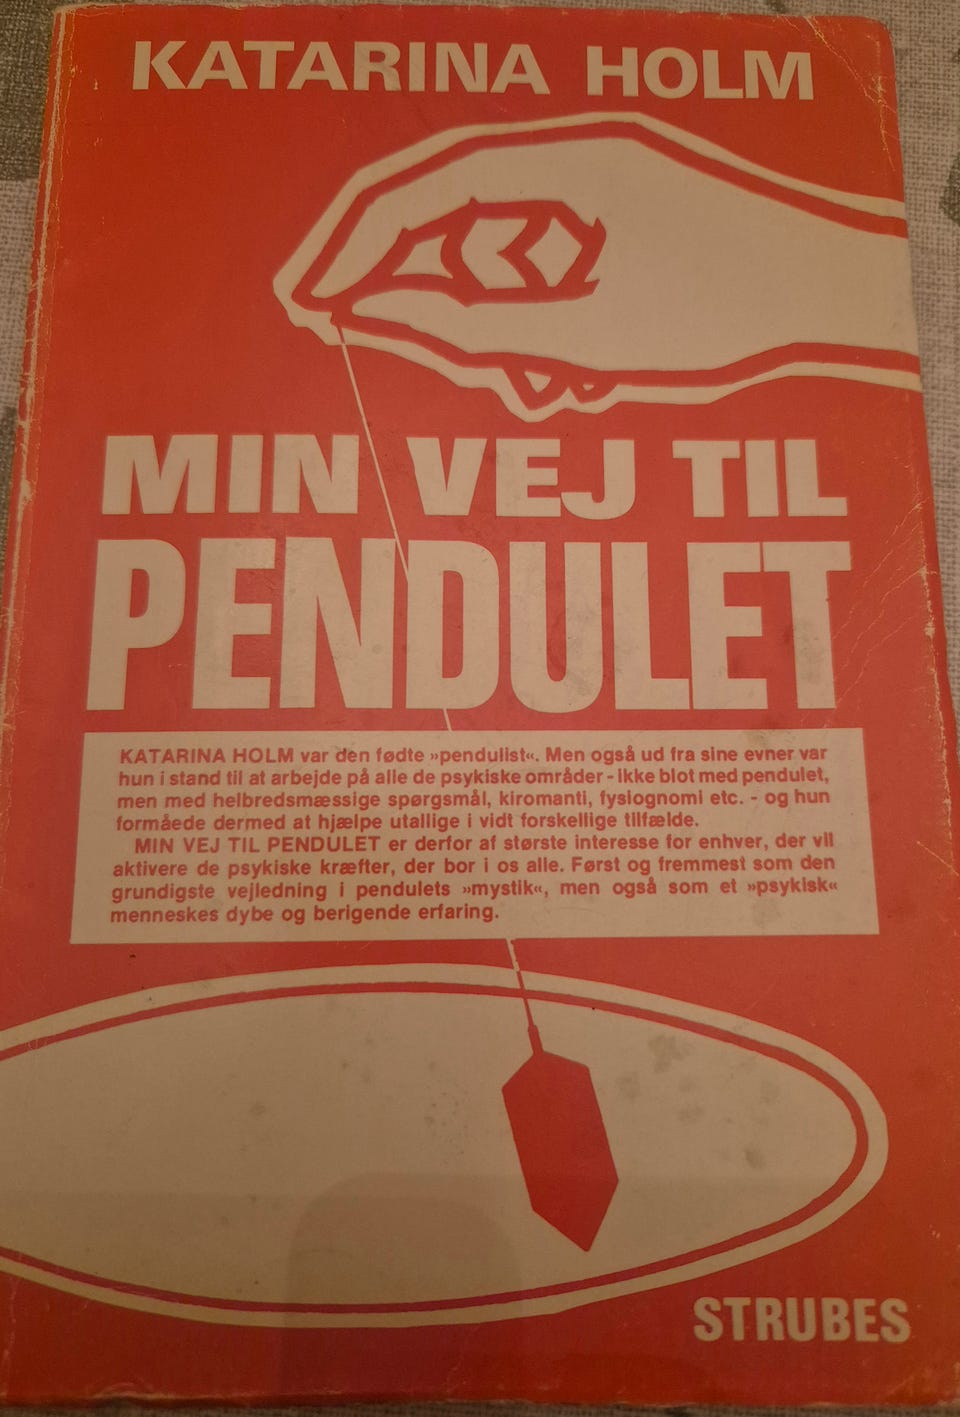 KATARINA HOLM
MIN VEJ TIL
PENDULET
KATARINA HOLM var den fødte »pendulist«. Men også ud fra sine evner var
hun i stand til at arbejde på alle de psykiske områder - ikke blot med pendulet,
men med helbredsmæssige spørgsmål, kiromanti, fysiognomi etc. - og hun
formåede dermed at hjælpe utallige i vidt forskellige tilfælde.
MIN VEJ TIL PENDULET er derfor af største interesse for enhver, der vil
aktivere de psykiske kræfter, der bor i os alle. Først og fremmest som den
grundigste vejledning i pendulets »mystik«, men også som et »psykisk«
menneskes dybe og berigende erfaring.
STRUBES